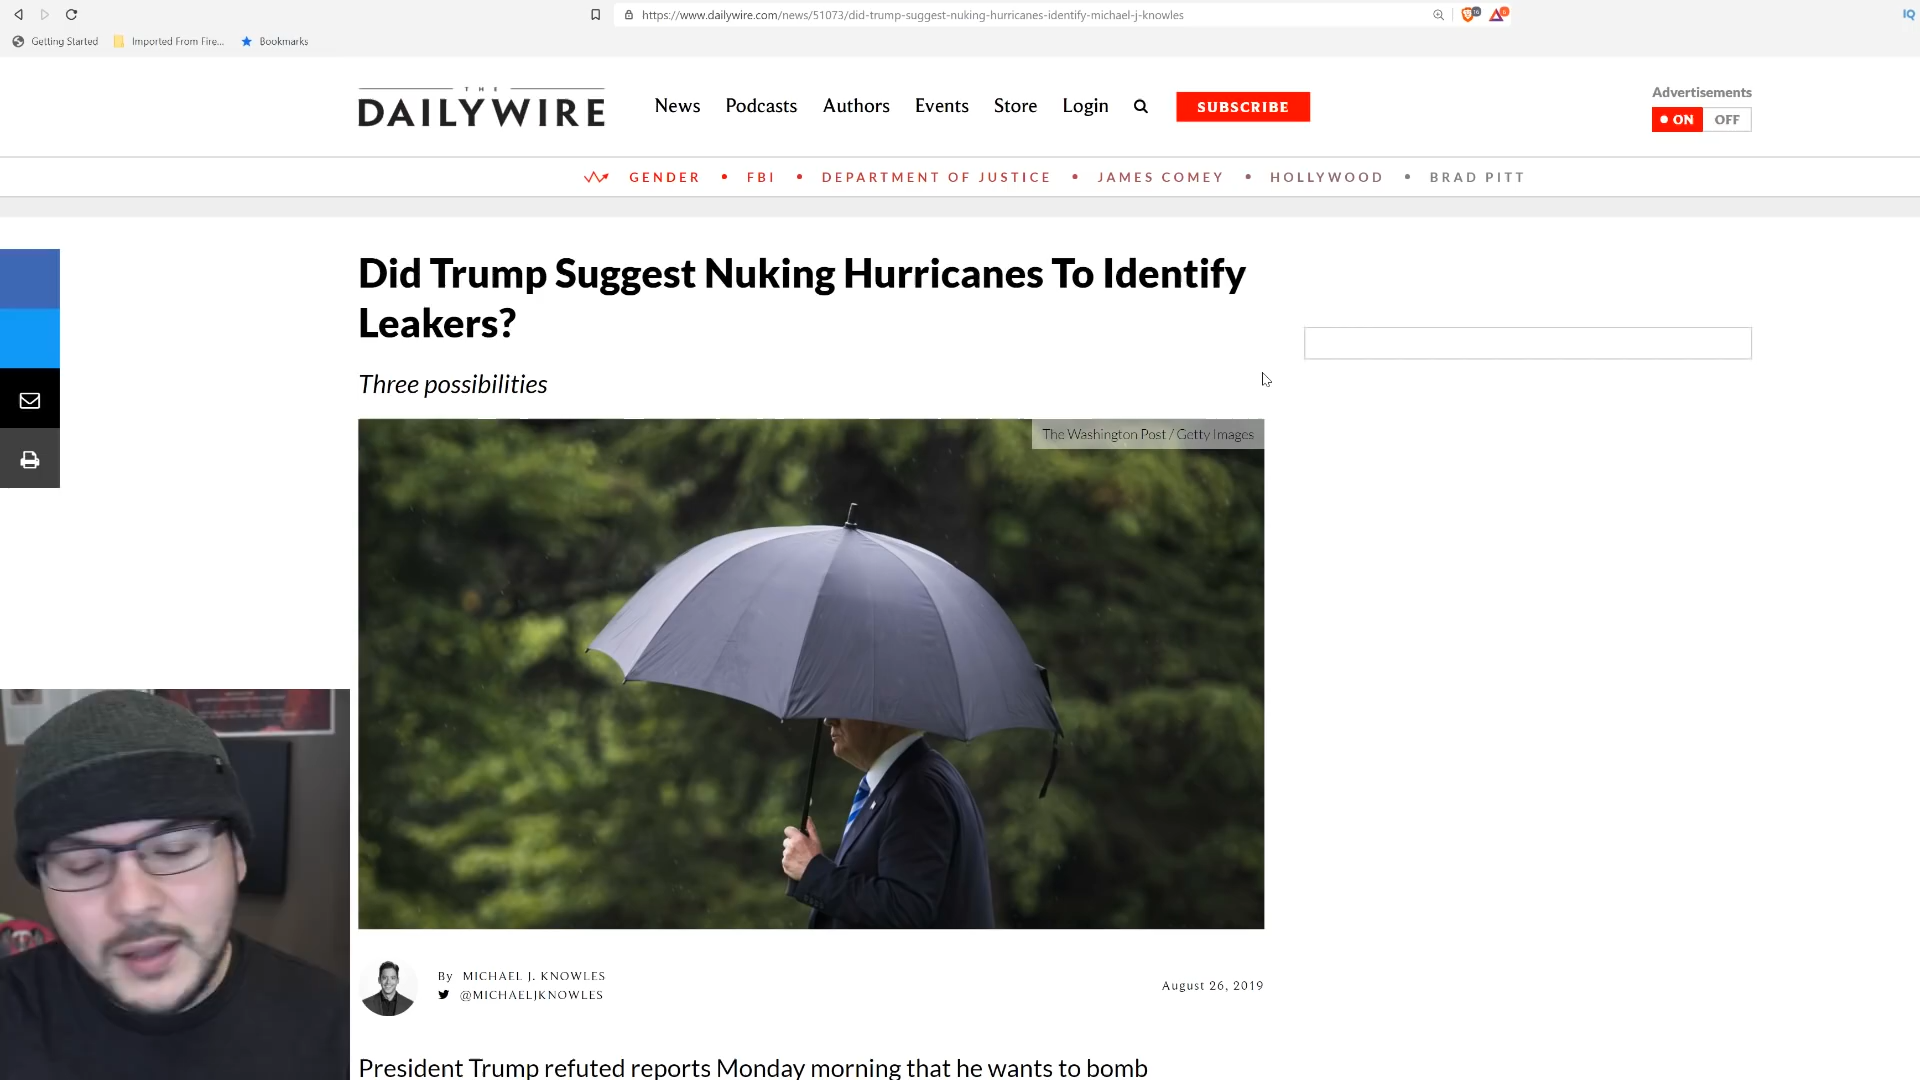 https://www.dailywire.com/news/51073/did-trump-suggest-nuking-hurricanes-identify-michael-j-knowles
IQ
Getting Started
Imported From Fire...
Bookmarks
THE
DAILYWIRE
News
Podcasts
Authors
Events
Store
Login
SUBSCRIBE
Advertisements
ON
OFF
GENDER • FBI • DEPARTMENT OF JUSTICE • JAMES COMEY • HOLLYWOOD • BRAD PITT
Did Trump Suggest Nuking Hurricanes To Identify
Leakers?
Three possibilities
The Washington Post / Getty Images
By MICHAEL J. KNOWLES
@MICHAELJKNOWLES
August 26, 2019
President Trump refuted reports Monday morning that he wants to bomb